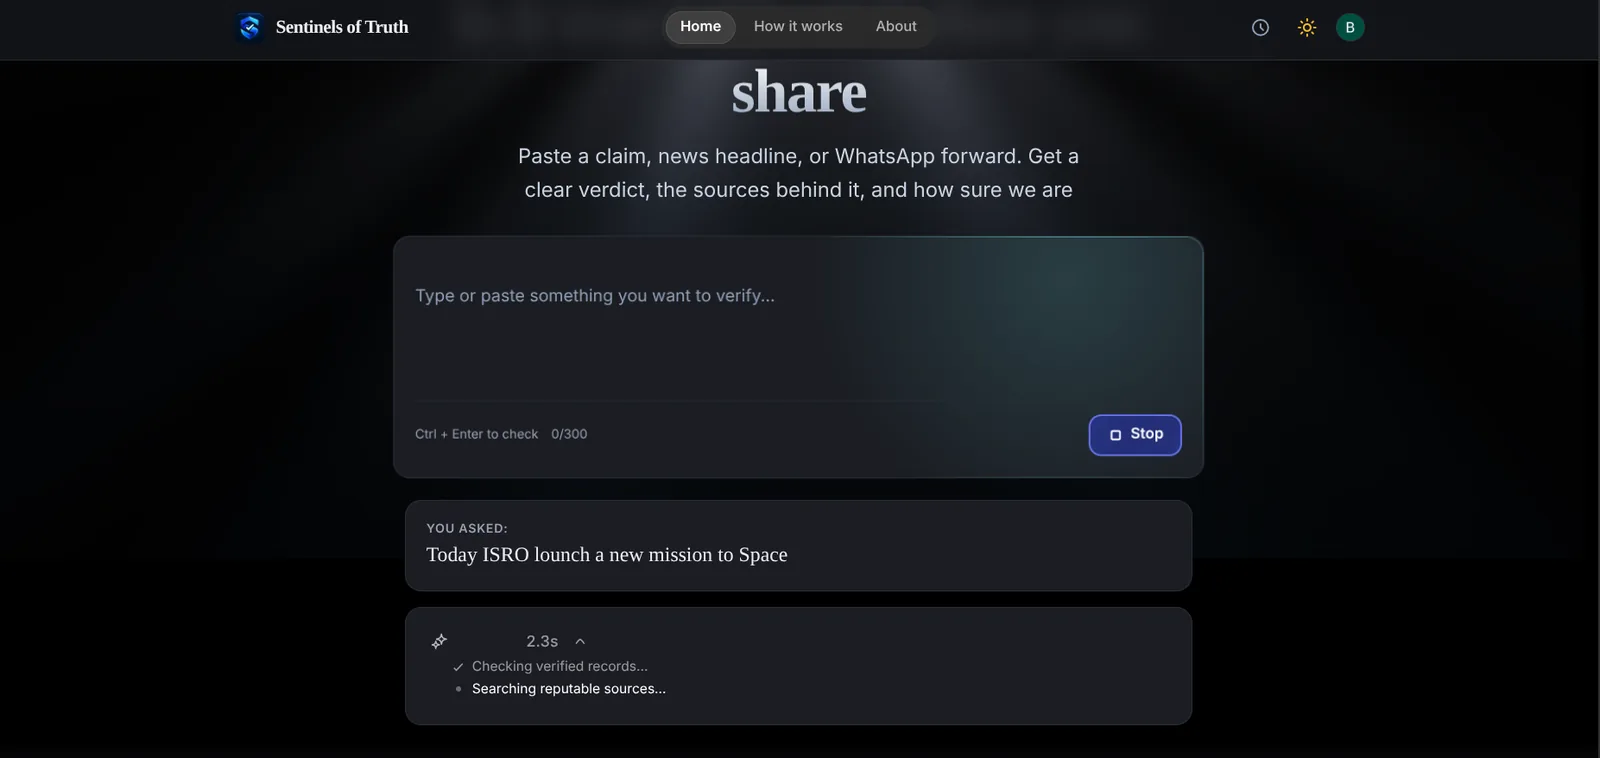 Sentinels of Truth
Home
How it works
About
B
share
Paste a claim, news headline, or WhatsApp forward. Get a
clear verdict, the sources behind it, and how sure we are
Type or paste something you want to verify...
Ctrl + Enter to check
0/300
Stop
YOU ASKED:
Today ISRO lounch a new mission to Space
2.3s
Checking verified records...
Searching reputable sources...